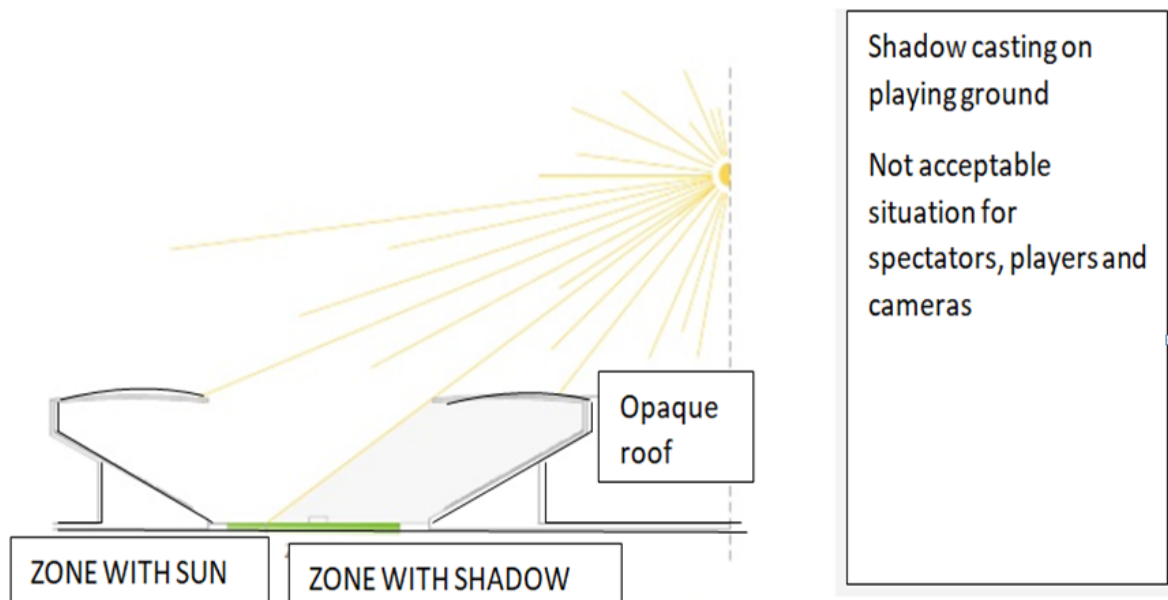 Shadow casting on
playing ground
Not acceptable
situation for
spectators, players and
cameras
Opaque
roof
ZONE WITH SUN
ZONE WITH SHADOW